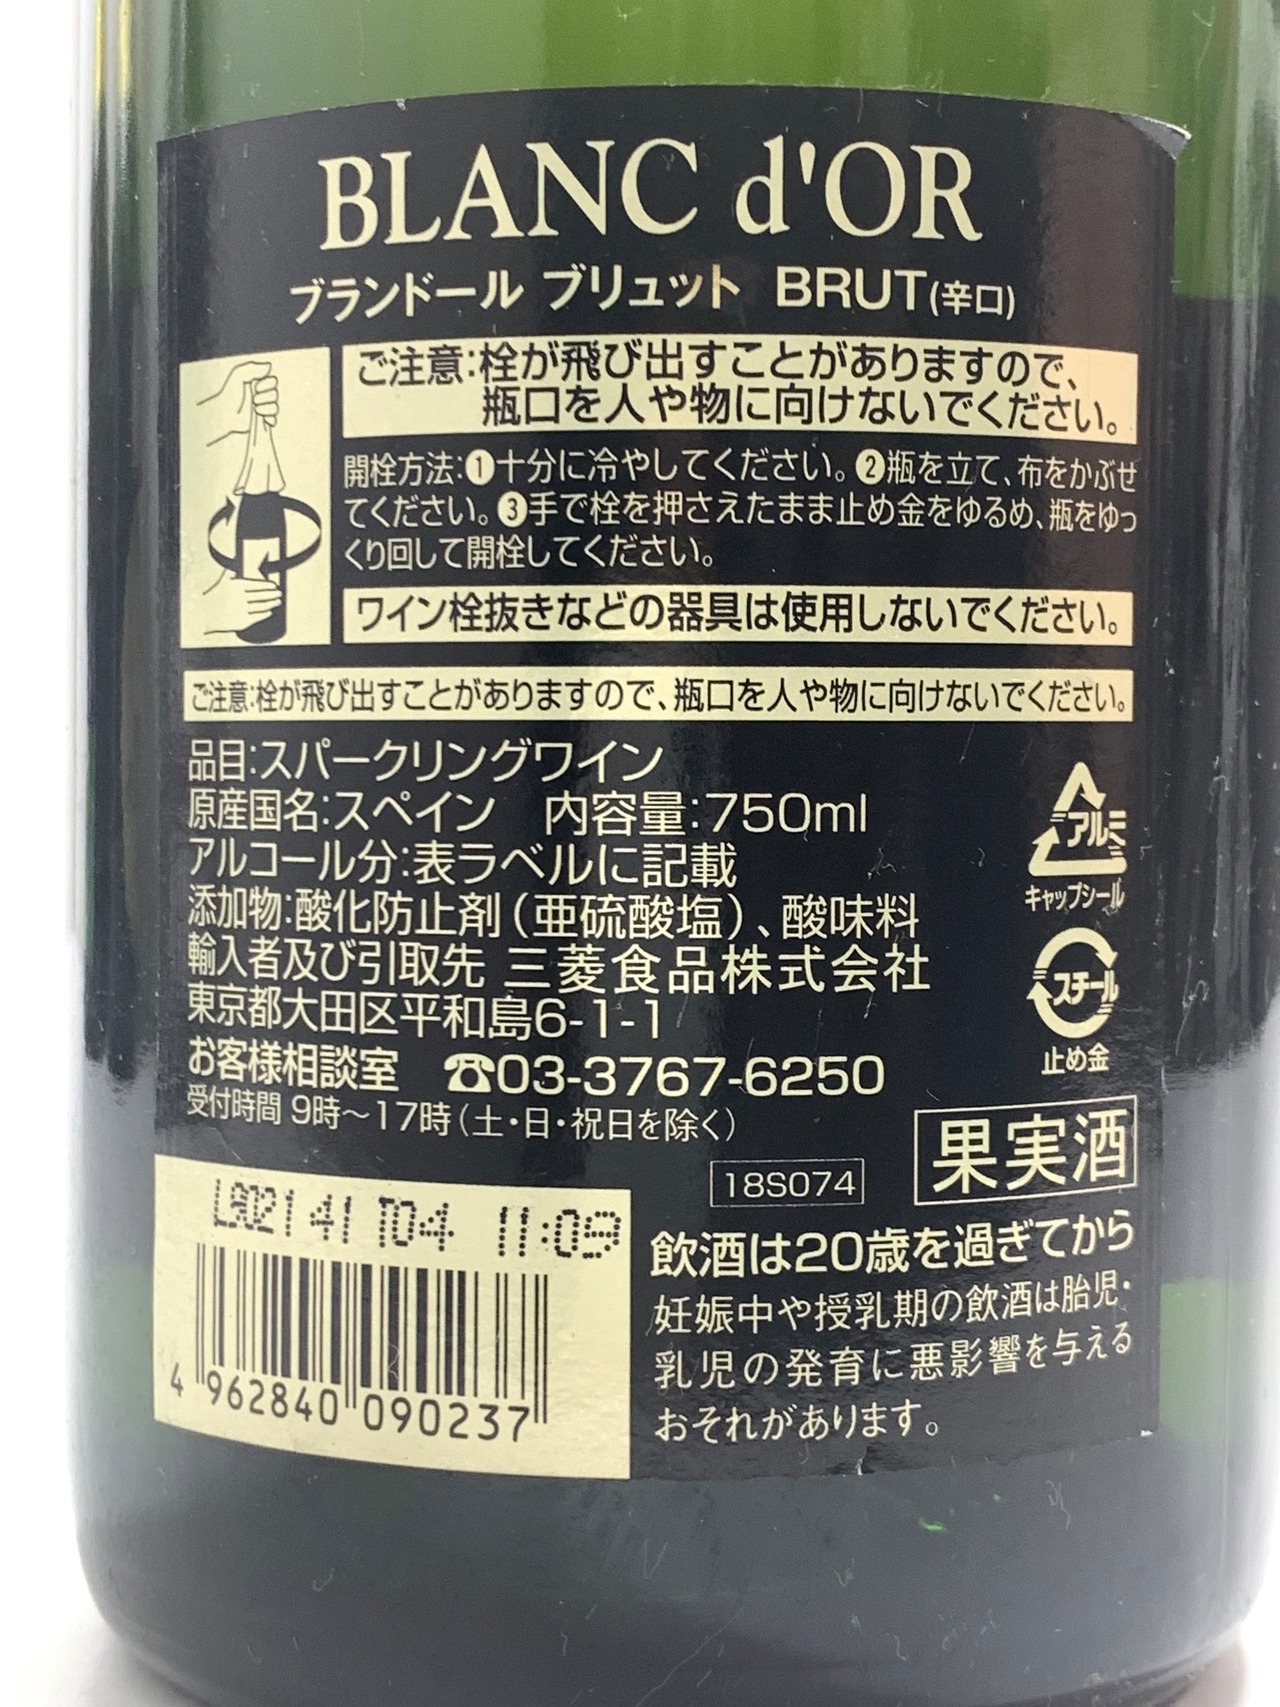 BLANC d'OR
ブランドール ブリュット BRUT(辛口)
ご注意:栓が飛び出すことがありますので、
瓶口を人や物に向けないでください。
開栓方法:❶十分に冷やしてください。❷瓶を立て、布をかぶせ
てください。❸手で栓を押さえたまま止め金をゆるめ、瓶をゆっ
くり回して開栓してください。
ワイン栓抜きなどの器具は使用しないでください。
ご注意:栓が飛び出すことがありますので、瓶口を人や物に向けないでください。
品目:スパークリングワイン
原産国名:スペイン 内容量:750ml
アルコール分:表ラベルに記載
添加物:酸化防止剤(亜硫酸塩)、酸味料
輸入者及び引取先 三菱食品株式会社
東京都大田区平和島6-1-1
お客様相談室 ☎03-3767-6250
受付時間 9時~17時(土・日・祝日を除く)
アルミ
キャップシール
スチール
止め金
18S074
果実酒
L902141 T04 11:09
4 962840 090237
飲酒は20歳を過ぎてから
妊娠中や授乳期の飲酒は胎児・
乳児の発育に悪影響を与える
おそれがあります。